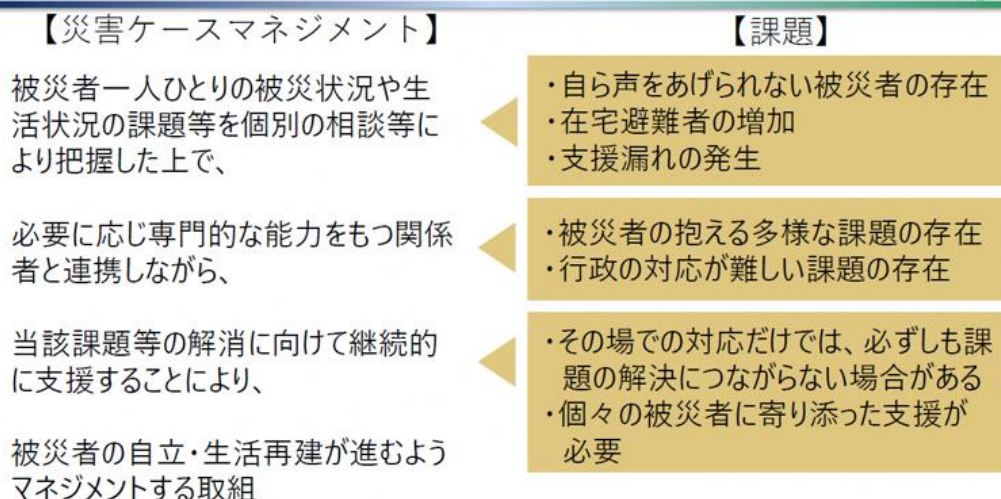 【災害ケースマネジメント】
被災者一人ひとりの被災状況や生
活状況の課題等を個別の相談等に
より把握した上で、
必要に応じ専門的な能力をもつ関係
者と連携しながら、
当該課題等の解消に向けて継続的
に支援することにより、
被災者の自立・生活再建が進むよう
マネジメントする取組
【課題】
・自ら声をあげられない被災者の存在
・在宅避難者の増加
・支援漏れの発生
・被災者の抱える多様な課題の存在
・行政の対応が難しい課題の存在
・その場での対応だけでは、必ずしも課
題の解決につながらない場合がある
・個々の被災者に寄り添った支援が
必要